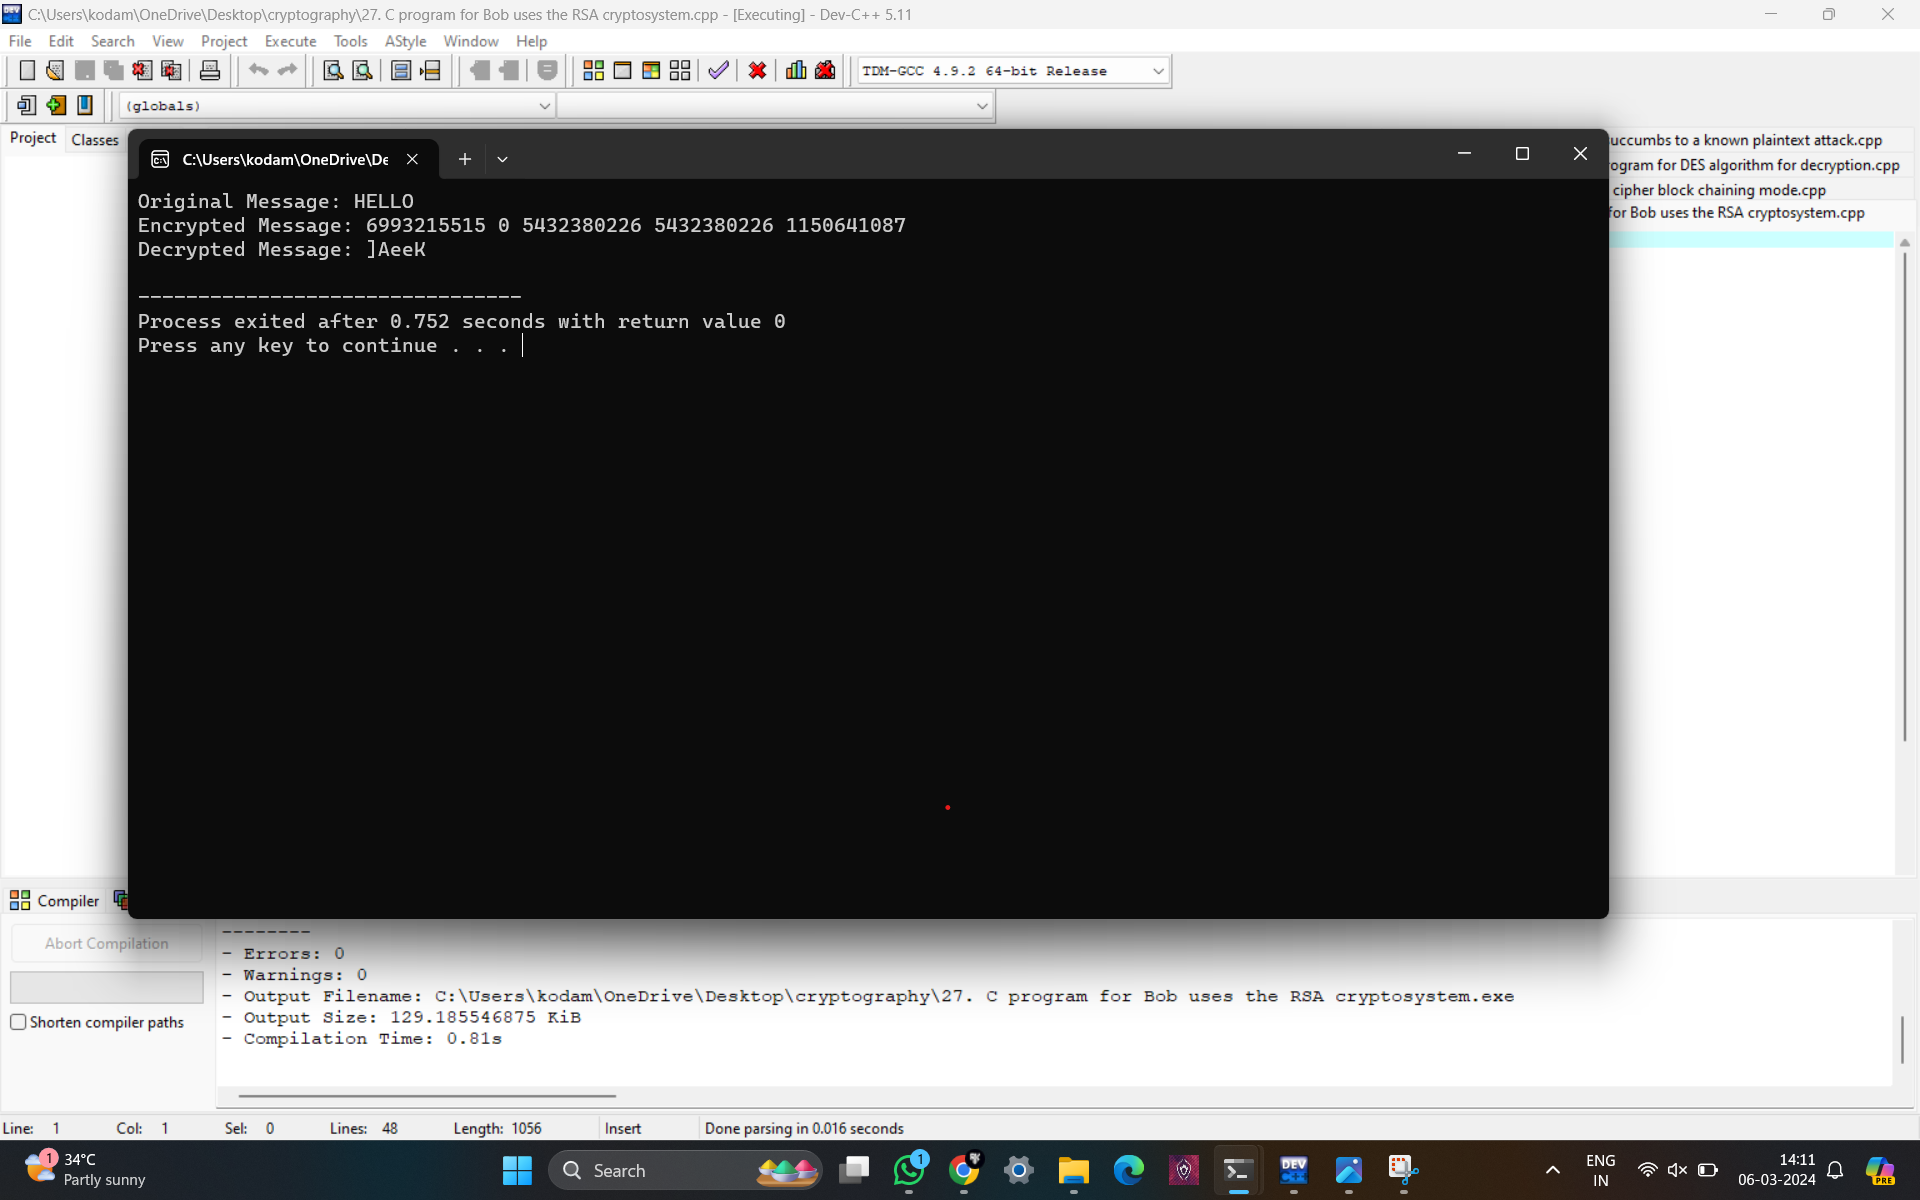 C:\Users\kodam\OneDrive\Desktop\cryptography\27. C program for Bob uses the RSA cryptosystem.cpp - [Executing] - Dev-C++ 5.11
File Edit Search View Project Execute Tools AStyle Window Help
TDM-GCC 4.9.2 64-bit Release
(globals)
Project Classes
uccumbs to a known plaintext attack.cpp
ogram for DES algorithm for decryption.cpp
cipher block chaining mode.cpp
for Bob uses the RSA cryptosystem.cpp
C:\Users\kodam\OneDrive\De
Original Message: HELLO
Encrypted Message: 6993215515 0 5432380226 5432380226 1150641087
Decrypted Message: ]AeeK
--------------------------------
Process exited after 0.752 seconds with return value 0
Press any key to continue . . .
Compiler
Abort Compilation
Shorten compiler paths
--------
- Errors: 0
- Warnings: 0
- Output Filename: C:\Users\kodam\OneDrive\Desktop\cryptography\27. C program for Bob uses the RSA cryptosystem.exe
- Output Size: 129.185546875 KiB
- Compilation Time: 0.81s
Line: 1 Col: 1 Sel: 0 Lines: 48 Length: 1056 Insert Done parsing in 0.016 seconds
1
34°C
Partly sunny
Search
1
DEV
C++
ENG
IN
14:11
06-03-2024
PRE